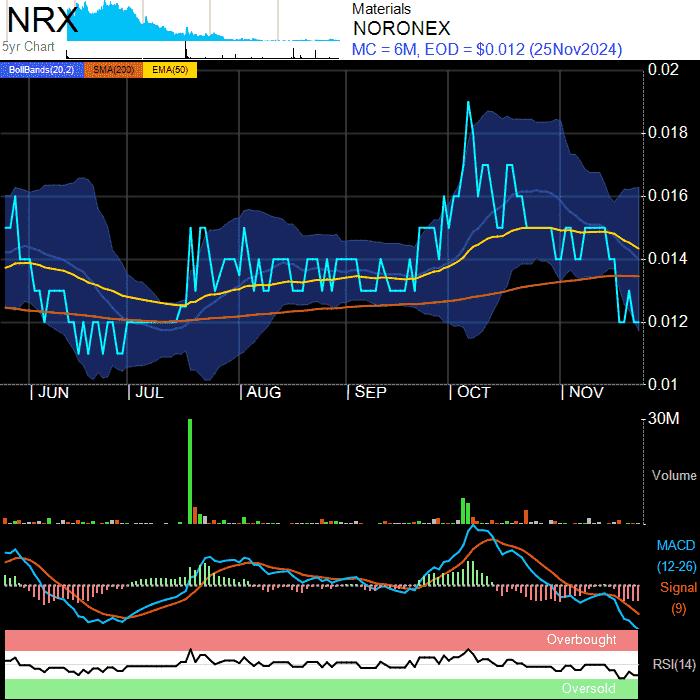 NRX
5yr Chart
Materials
NORONEX
MC = 6M, EOD = $0.012 (25Nov2024)
BollBands(20,2) SMA(200) EMA(50)
0.02
0.018
0.016
0.014
0.012
0.01
| JUN | JUL | AUG | SEP | OCT | NOV
30M
Volume
MACD
(12-26)
Signal
(9)
Overbought
RSI(14)
Oversold